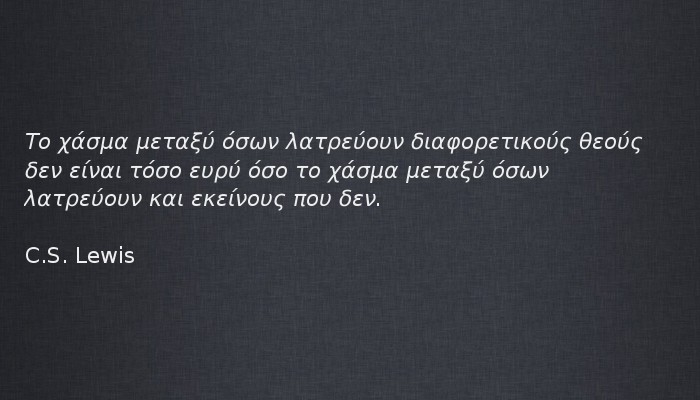 Το χάσμα μεταξύ όσων λατρεύουν διαφορετικούς θεούς
δεν είναι τόσο ευρύ όσο το χάσμα μεταξύ όσων
λατρεύουν και εκείνους που δεν.
C.S. Lewis